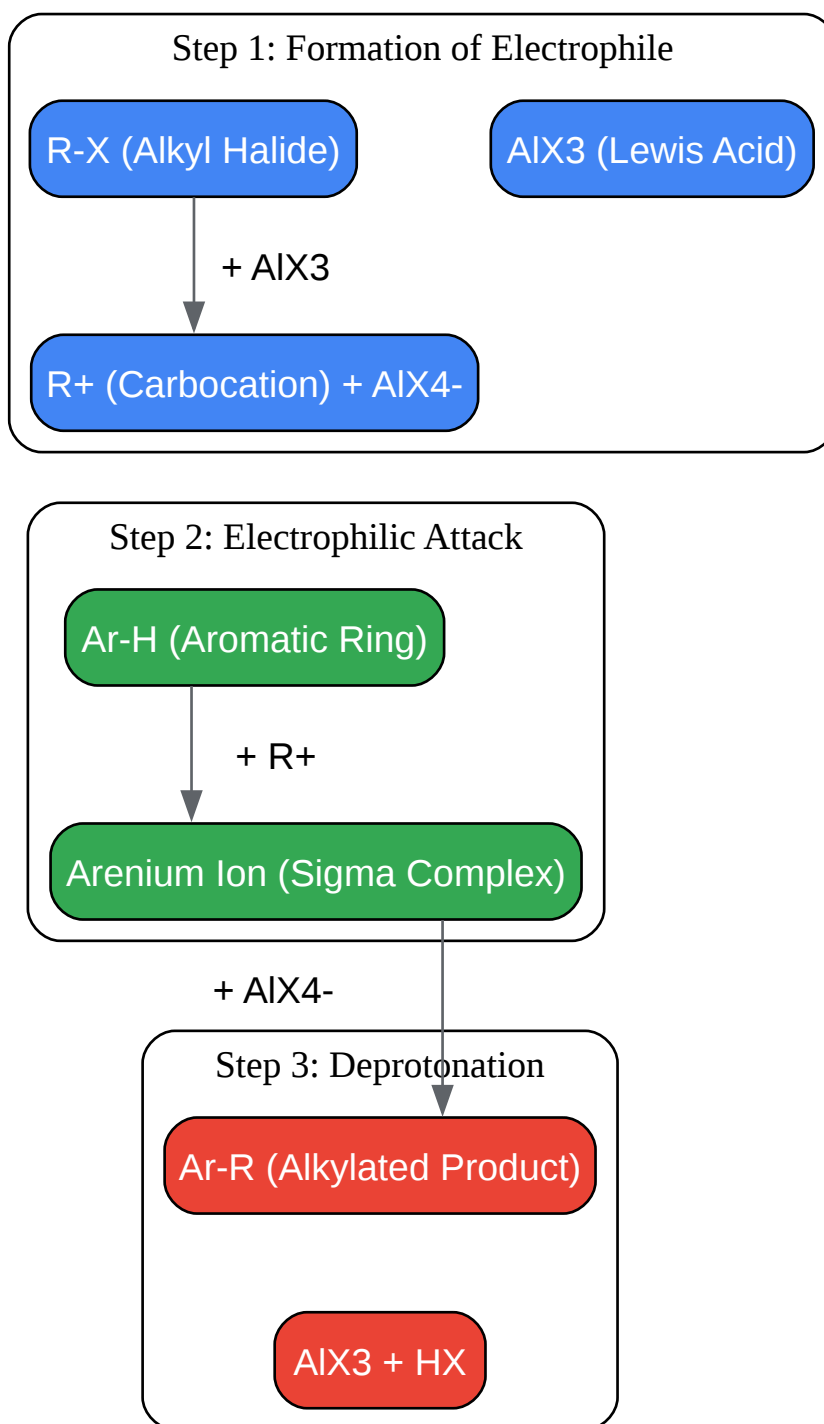 Step 1: Formation of Electrophile
R-X (Alkyl Halide)
AlX3 (Lewis Acid)
+ AlX3
R+ (Carbocation) + AlX4-
Step 2: Electrophilic Attack
Ar-H (Aromatic Ring)
+ R+
Arenium Ion (Sigma Complex)
+ AlX4-
Step 3: Deprotonation
Ar-R (Alkylated Product)
AlX3 + HX